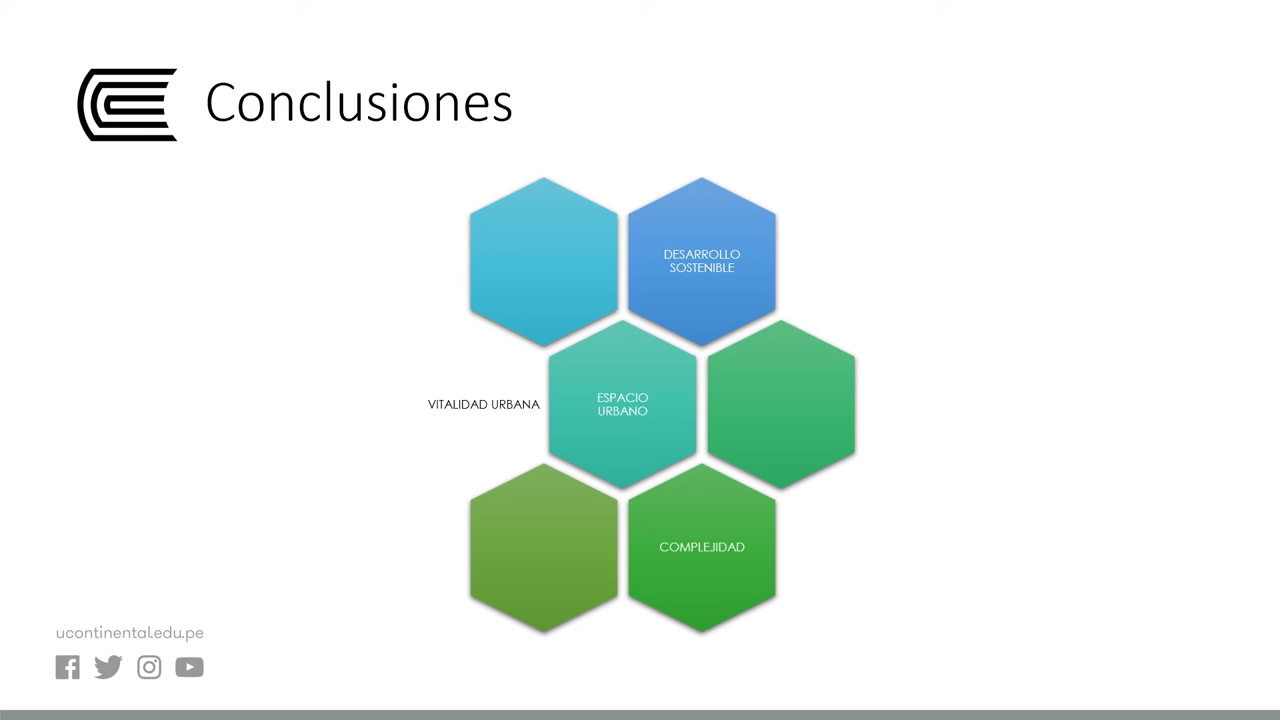 Conclusiones
DESARROLLO
SOSTENIBLE
VITALIDAD URBANA
ESPACIO
URBANO
COMPLEJIDAD
ucontinental.edu.pe